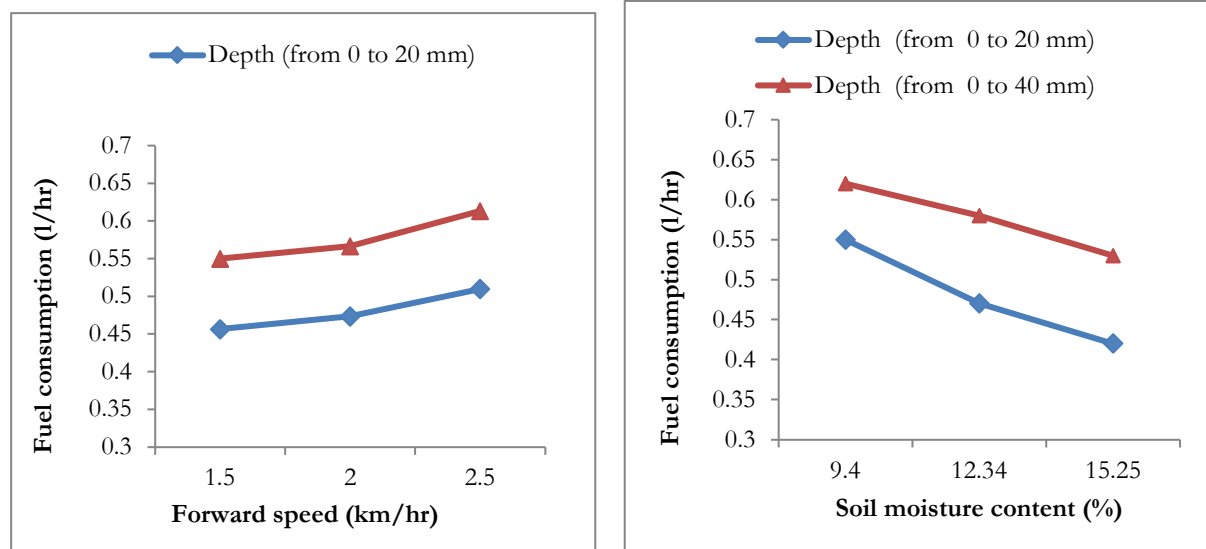 Depth (from 0 to 20 mm)
0.7
0.65
0.6
0.55
0.5
0.45
0.4
0.35
0.3
Fuel consumption (l/hr)
1.5 2 2.5
Forward speed (km/hr)
Depth (from 0 to 20 mm)
Depth (from 0 to 40 mm)
0.7
0.65
0.6
0.55
0.5
0.45
0.4
0.35
0.3
Fuel consumption (l/hr)
9.4 12.34 15.25
Soil moisture content (%)